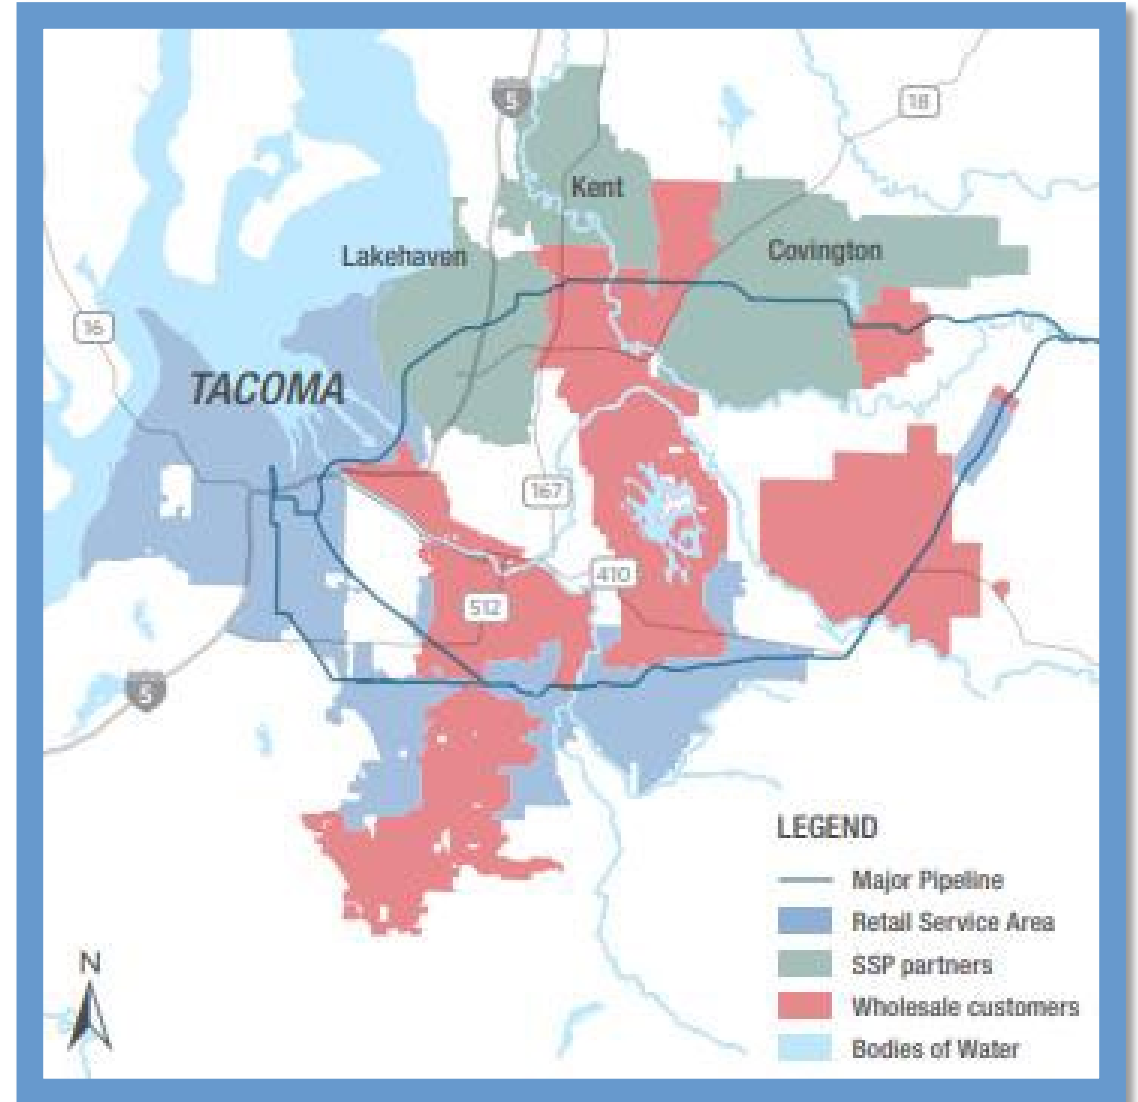 5
18
Kent
Lakehaven
Covington
16
TACOMA
167
410
512
5
LEGEND
Major Pipeline
Retail Service Area
SSP partners
Wholesale customers
Bodies of Water
N